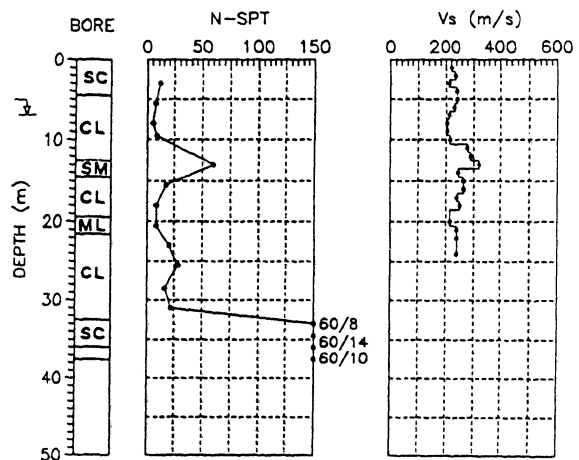 BORE
N-SPT
0 50 100 150
Vs (m/s)
0 200 400 600
DEPTH (m)
0
10
20
30
40
50
SC
CL
SM
CL
ML
CL
SC
60/8
60/14
60/10